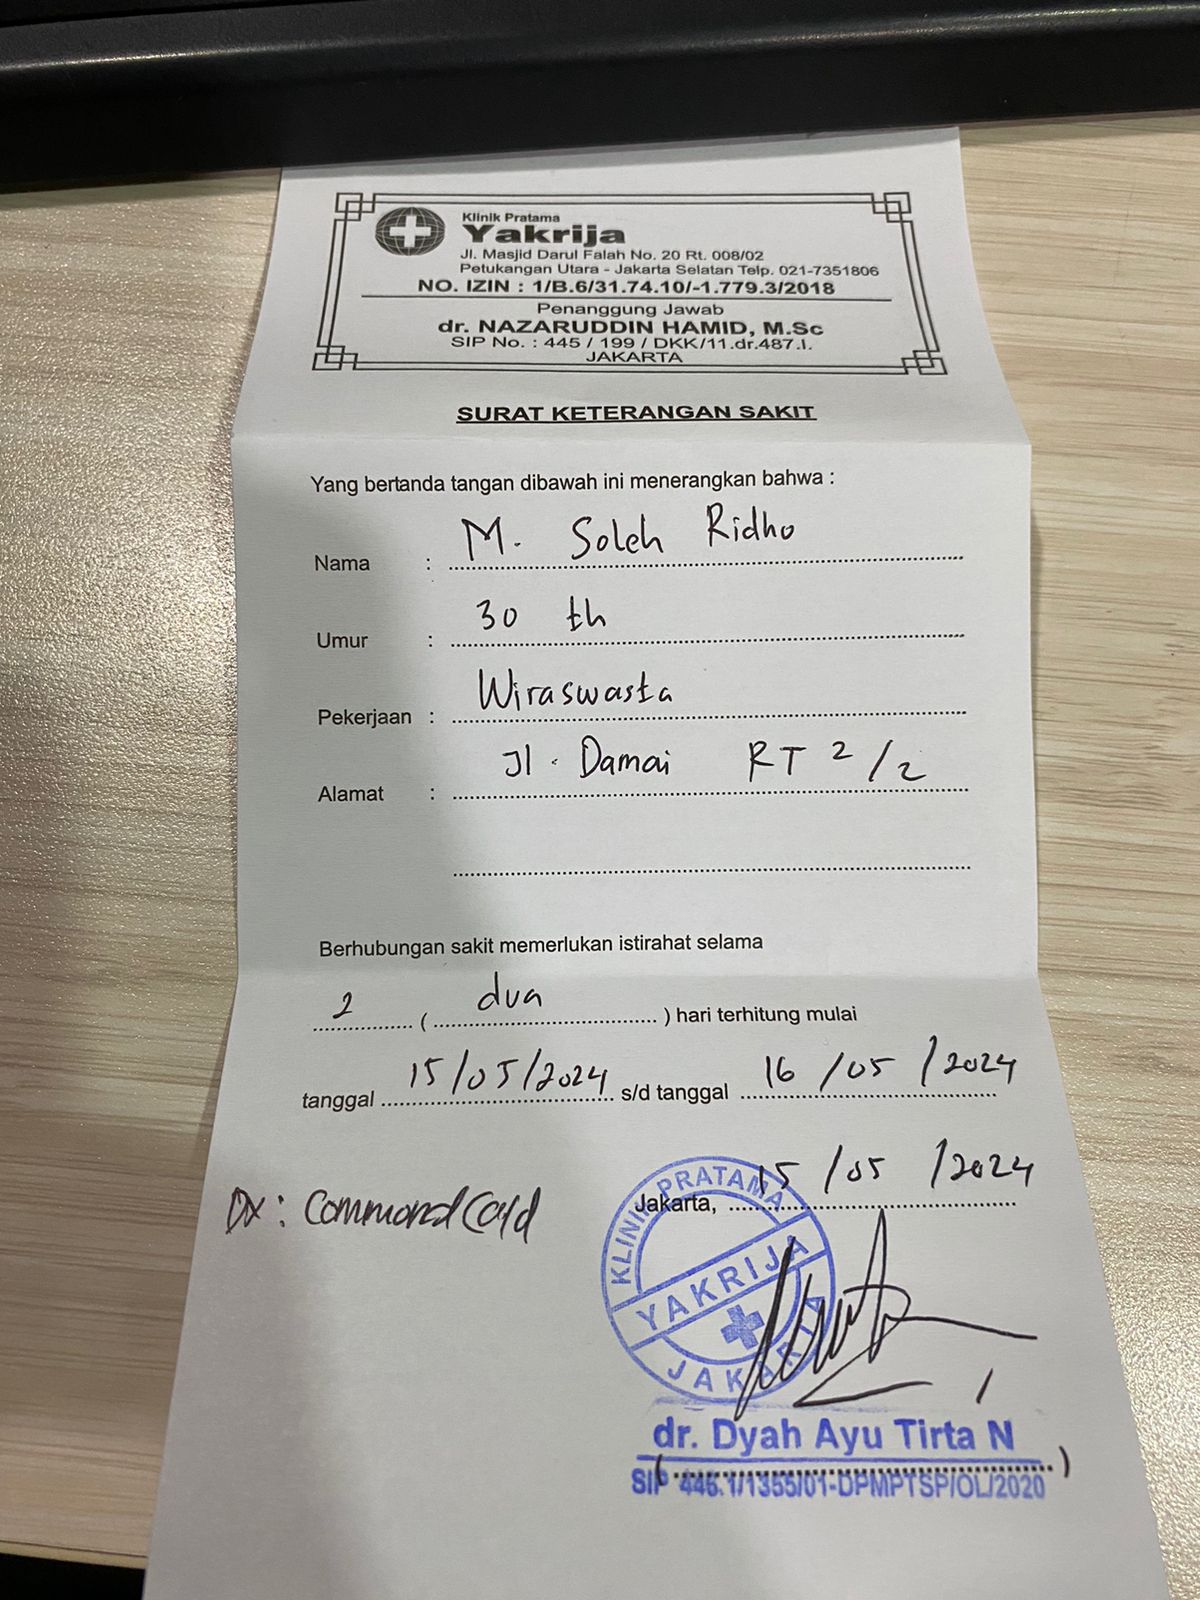 Klinik Pratama
Yakrija
Jl. Masjid Darul Falah No. 20 Rt. 008/02
Petukangan Utara - Jakarta Selatan Telp. 021-7351806
NO. IZIN : 1/B.6/31.74.10/-1.779.3/2018
Penanggung Jawab
dr. NAZARUDDIN HAMID, M.Sc
SIP No. : 445 / 199 / DKK/11.dr.487.I.
JAKARTA
SURAT KETERANGAN SAKIT
Yang bertanda tangan dibawah ini menerangkan bahwa :
Nama : M. Soleh Ridho
Umur : 30 th
Pekerjaan : Wiraswasta
Alamat : Jl. Damai RT 2/2
Berhubungan sakit memerlukan istirahat selama
2 ( dua ) hari terhitung mulai
tanggal 15/05/2024 s/d tanggal 16/05/2024
Jakarta, 15/05/2024
Dx : Common Cold
KLINIK PRATAMA
YAKRIJA
JAKARTA
dr. Dyah Ayu Tirta N
SIP 446.1/1355/01-DPMPTSP/OL/2020